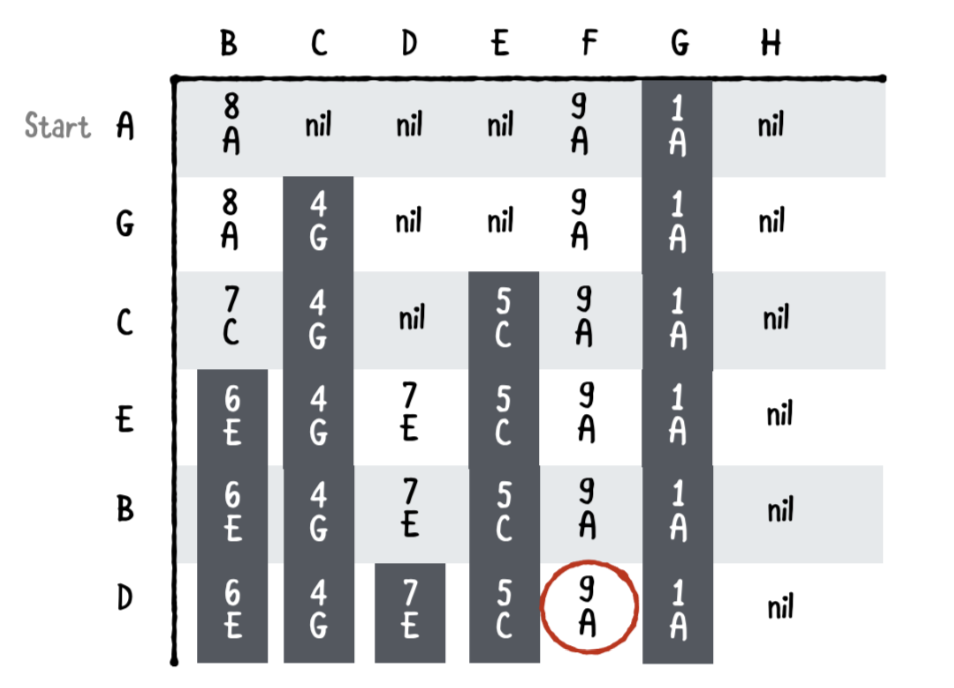 B C D E F G H
Start A 8 nil nil nil 9 1 nil
A A A
G 8 4 nil nil 9 1 nil
A G A A
C 7 4 nil 5 9 1 nil
C G C A A
E 6 4 7 5 9 1 nil
E G E C A A
B 6 4 7 5 9 1 nil
E G E C A A
D 6 4 7 5 9 1 nil
E G E C A A